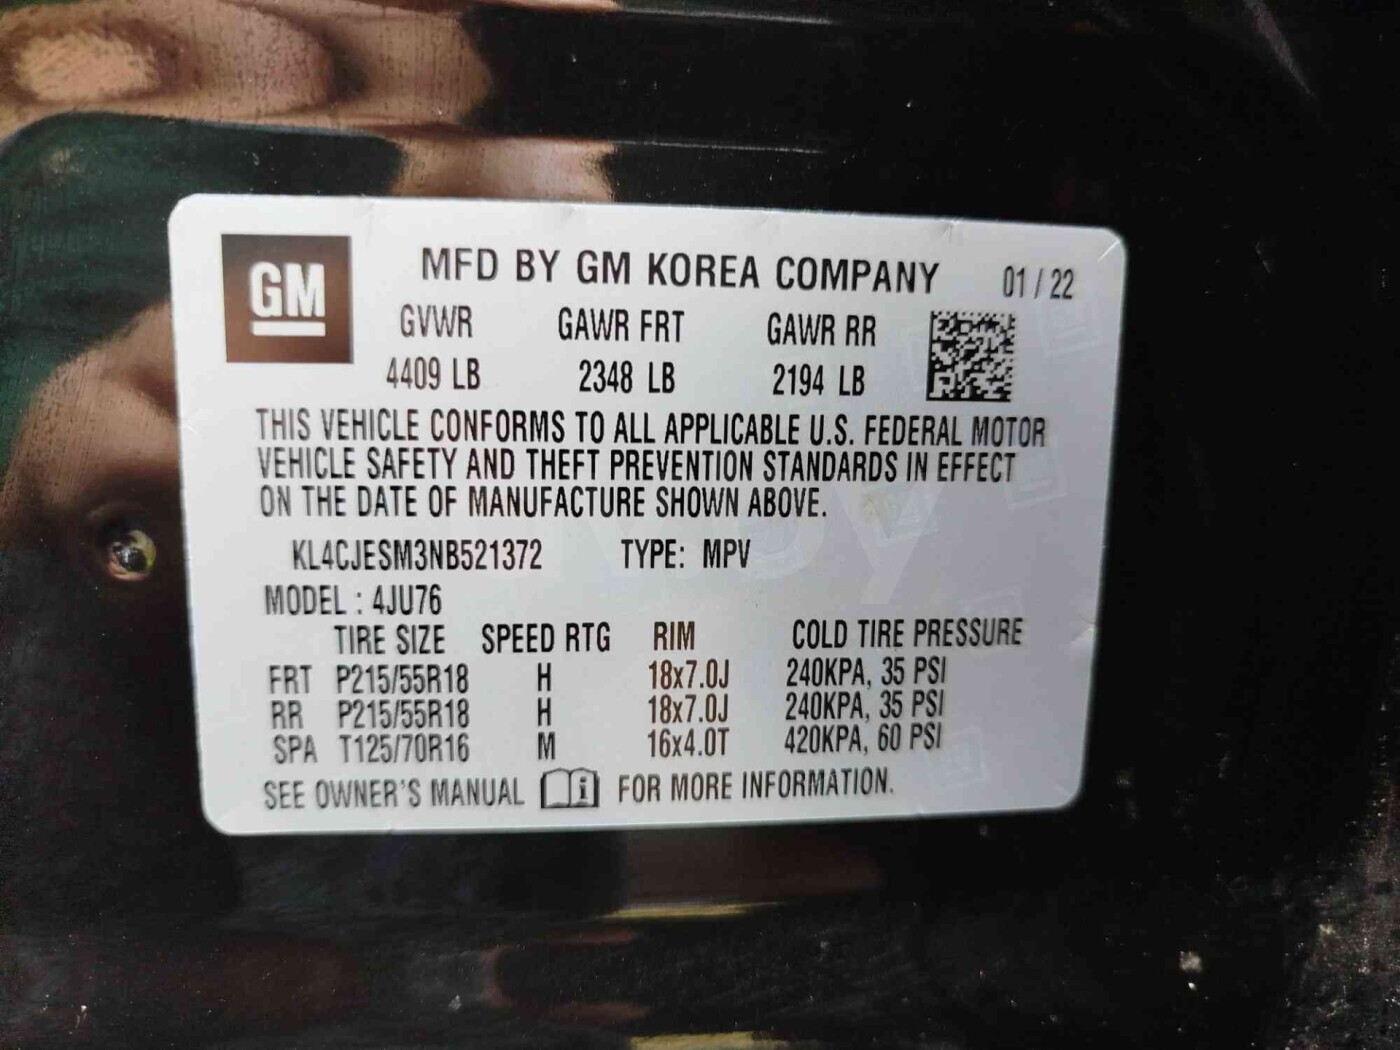 GM
MFD BY GM KOREA COMPANY 01 / 22
GVWR GAWR FRT GAWR RR
4409 LB 2348 LB 2194 LB
THIS VEHICLE CONFORMS TO ALL APPLICABLE U.S. FEDERAL MOTOR
VEHICLE SAFETY AND THEFT PREVENTION STANDARDS IN EFFECT
ON THE DATE OF MANUFACTURE SHOWN ABOVE.
KL4CJESM3NB521372 TYPE: MPV
MODEL : 4JU76
TIRE SIZE SPEED RTG RIM COLD TIRE PRESSURE
FRT P215/55R18 H 18x7.0J 240KPA, 35 PSI
RR P215/55R18 H 18x7.0J 240KPA, 35 PSI
SPA T125/70R16 M 16x4.0T 420KPA, 60 PSI
SEE OWNER'S MANUAL i FOR MORE INFORMATION.